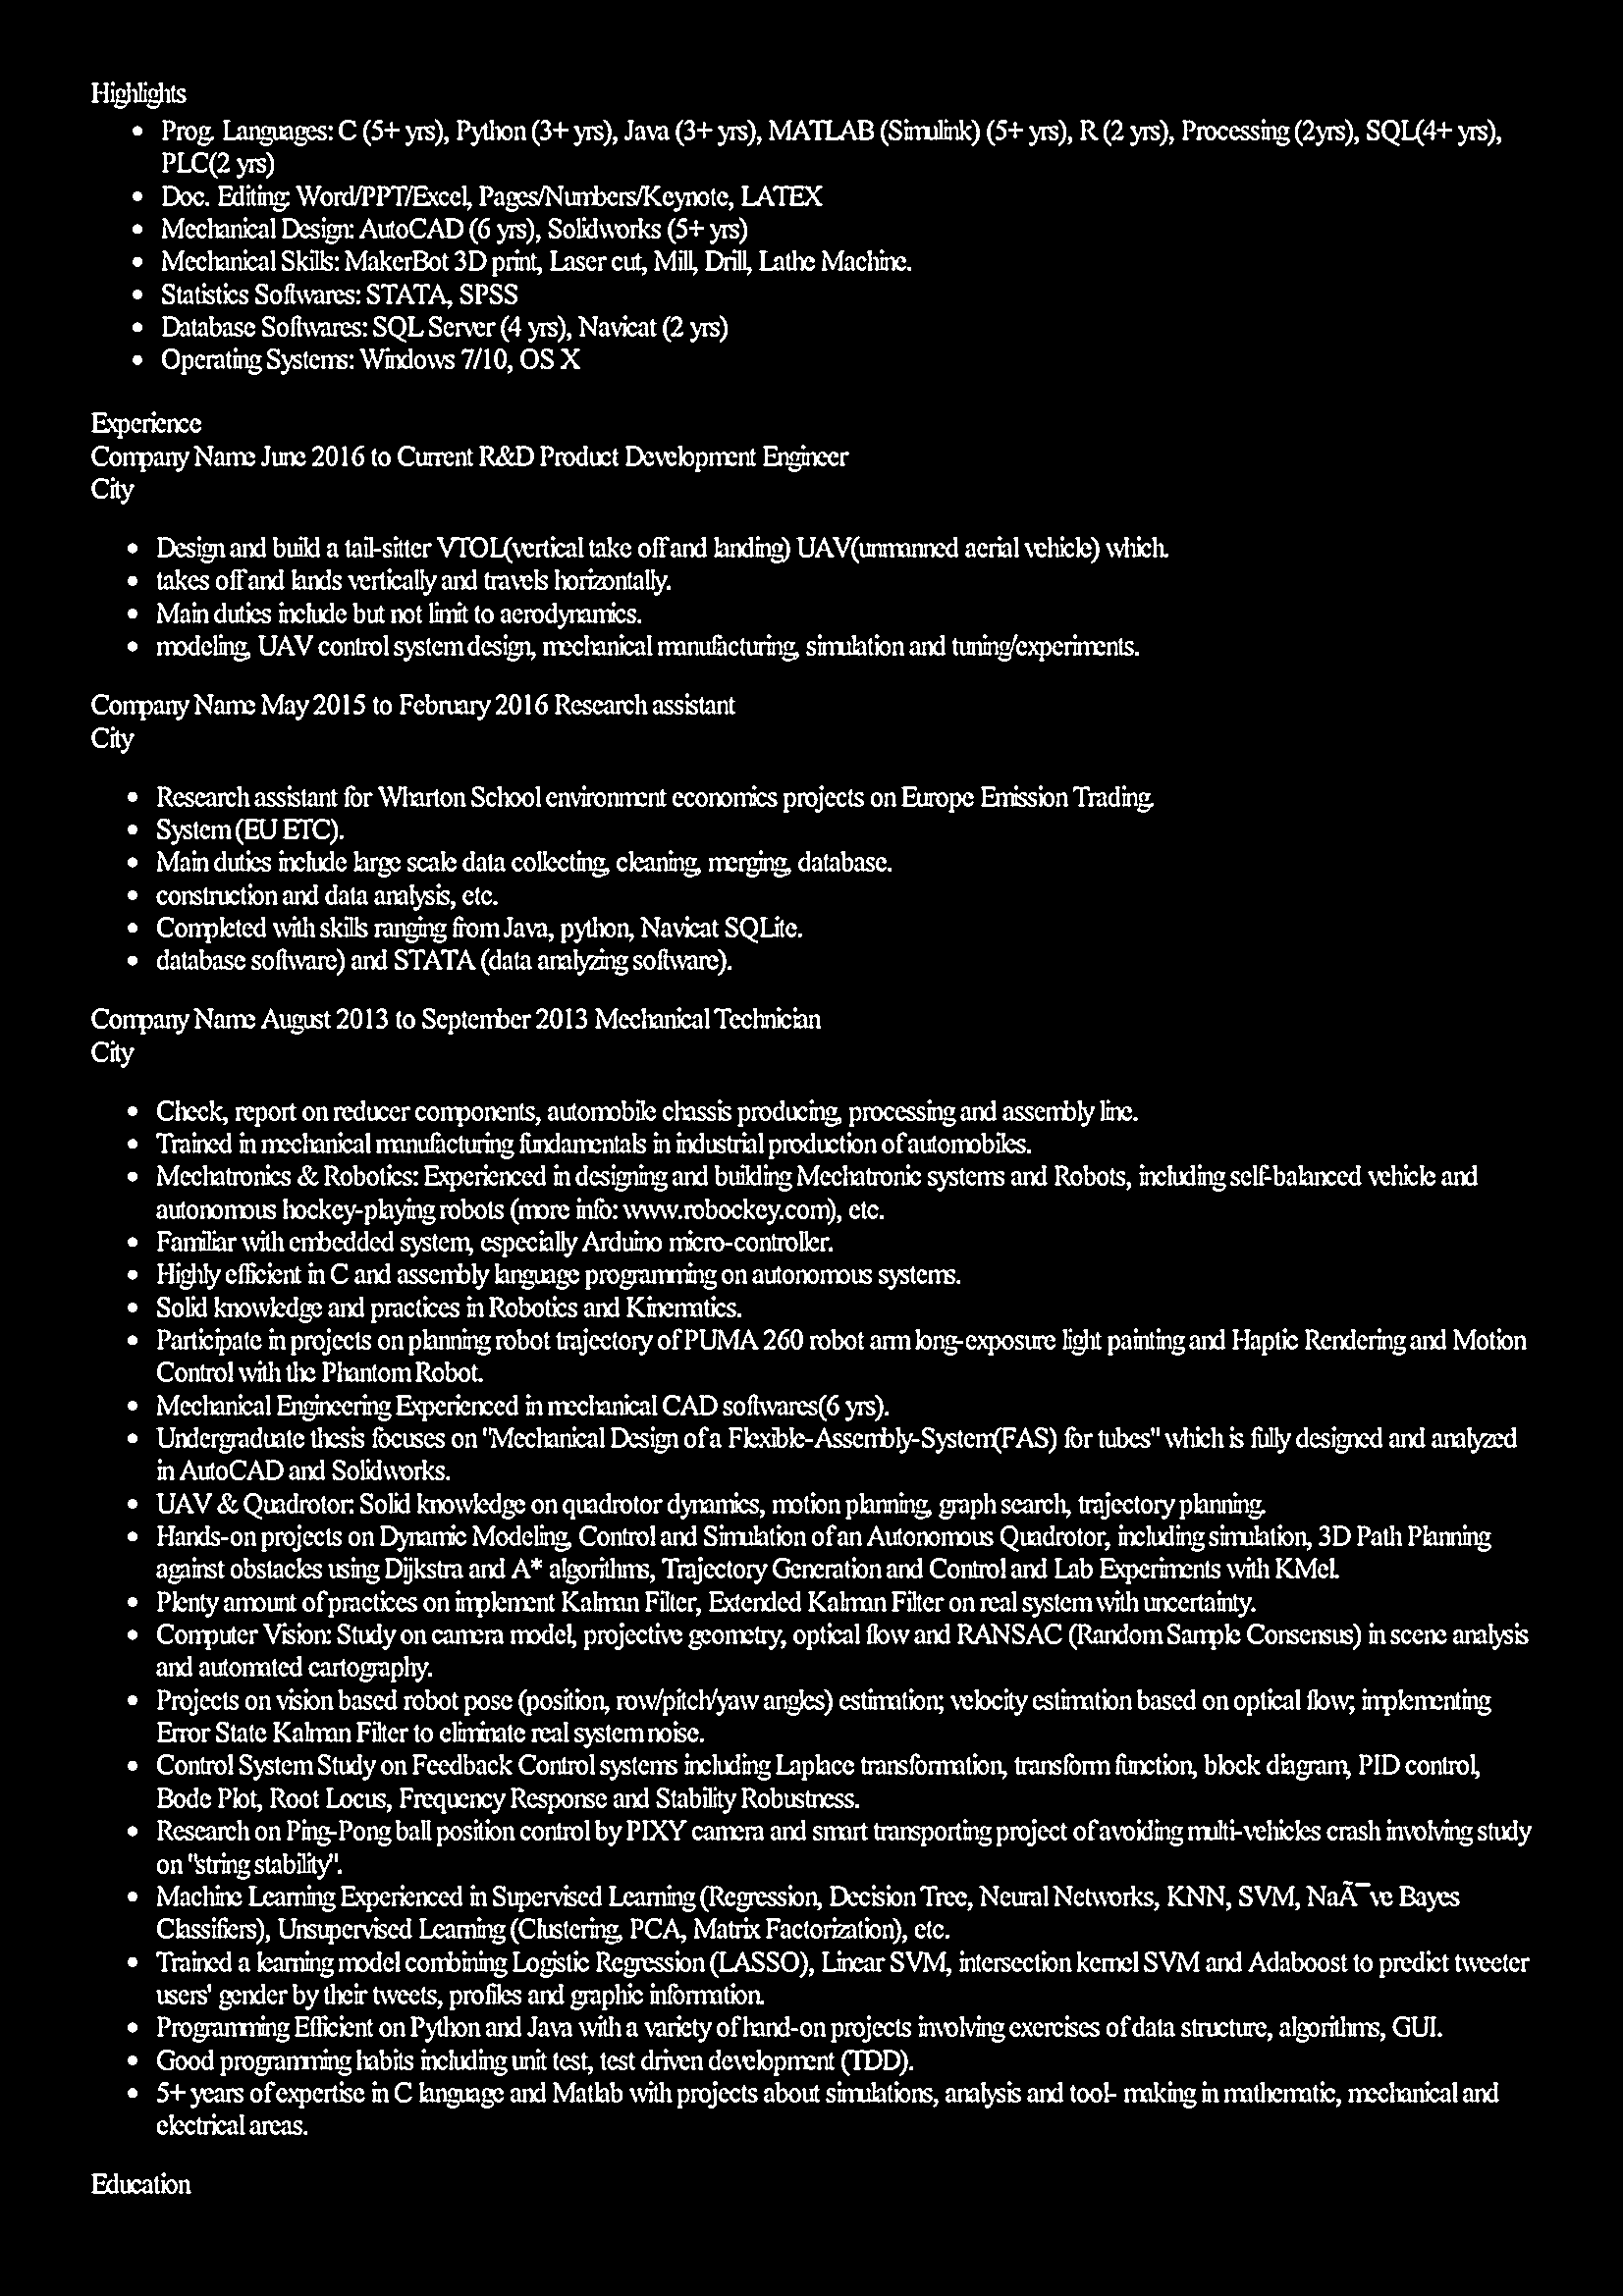 Highlights
• Prog. Languages: C (5+ yrs), Python (3+ yrs), Java (3+ yrs), MATLAB (Simulink) (5+ yrs), R (2 yrs), Processing (2yrs), SQL(4+ yrs),
PLC(2 yrs)
• Doc. Editing: Word/PPT/Excel, Pages/Numbers/Keynote, LATEX
• Mechanical Design: AutoCAD (6 yrs), Solidworks (5+ yrs)
• Mechanical Skills: MakerBot 3D print, Laser cut, Mill, Drill, Lathe Machine.
• Statistics Softwares: STATA, SPSS
• Database Softwares: SQL Server (4 yrs), Navicat (2 yrs)
• Operating Systems: Windows 7/10, OS X
Experience
Company Name June 2016 to Current R&D Product Development Engineer
City
• Design and build a tail-sitter VTOL(vertical take off and landing) UAV(unmanned aerial vehicle) which.
• takes off and lands vertically and travels horizontally.
• Main duties include but not limit to aerodynamics.
• modeling, UAV control system design, mechanical manufacturing, simulation and tuning/experiments.
Company Name May 2015 to February 2016 Research assistant
City
• Research assistant for Wharton School environment economics projects on Europe Emission Trading.
• System (EU ETC).
• Main duties include large scale data collecting, cleaning, merging, database.
• construction and data analysis, etc.
• Completed with skills ranging from Java, python, Navicat SQLite.
• database software) and STATA (data analyzing software).
Company Name August 2013 to September 2013 Mechanical Technician
City
• Check, report on reducer components, automobile chassis producing, processing and assembly line.
• Trained in mechanical manufacturing fundamentals in industrial production of automobiles.
• Mechatronics & Robotics: Experienced in designing and building Mechatronic systems and Robots, including self-balanced vehicle and
autonomous hockey-playing robots (more info: www.robockey.com), etc.
• Familiar with embedded system, especially Arduino micro-controller.
• Highly efficient in C and assembly language programming on autonomous systems.
• Solid knowledge and practices in Robotics and Kinematics.
• Participate in projects on planning robot trajectory of PUMA 260 robot arm long-exposure light painting and Haptic Rendering and Motion
Control with the Phantom Robot.
• Mechanical Engineering Experienced in mechanical CAD softwares(6 yrs).
• Undergraduate thesis focuses on "Mechanical Design of a Flexible-Assembly-System(FAS) for tubes" which is fully designed and analyzed
in AutoCAD and Solidworks.
• UAV & Quadrotor: Solid knowledge on quadrotor dynamics, motion planning, graph search, trajectory planning.
• Hands-on projects on Dynamic Modeling, Control and Simulation of an Autonomous Quadrotor, including simulation, 3D Path Planning
against obstacles using Dijkstra and A* algorithms, Trajectory Generation and Control and Lab Experiments with KMel.
• Plenty amount of practices on implement Kalman Filter, Extended Kalman Filter on real system with uncertainty.
• Computer Vision: Study on camera model, projective geometry, optical flow and RANSAC (Random Sample Consensus) in scene analysis
and automated cartography.
• Projects on vision based robot pose (position, row/pitch/yaw angles) estimation; velocity estimation based on optical flow; implementing
Error State Kalman Filter to eliminate real system noise.
• Control System Study on Feedback Control systems including Laplace transformation, transform function, block diagram, PID control,
Bode Plot, Root Locus, Frequency Response and Stability Robustness.
• Research on Ping-Pong ball position control by PIXY camera and smart transporting project of avoiding multi-vehicles crash involving study
on "string stability".
• Machine Learning Experienced in Supervised Learning (Regression, Decision Tree, Neural Networks, KNN, SVM, NaÃ¯ve Bayes
Classifiers), Unsupervised Learning (Clustering, PCA, Matrix Factorization), etc.
• Trained a learning model combining Logistic Regression (LASSO), Linear SVM, intersection kernel SVM and Adaboost to predict tweeter
users' gender by their tweets, profiles and graphic information.
• Programming Efficient on Python and Java with a variety of hand-on projects involving exercises of data structure, algorithms, GUI.
• Good programming habits including unit test, test driven development (TDD).
• 5+ years of expertise in C language and Matlab with projects about simulations, analysis and tool- making in mathematic, mechanical and
electrical areas.
Education